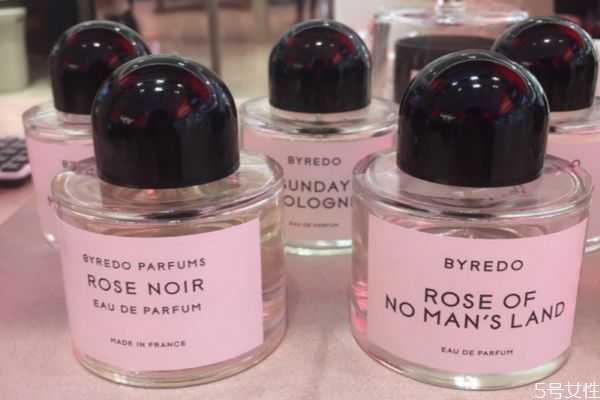 BYREDO PARFUMS
ROSE NOIR
EAU DE PARFUM
MADE IN FRANCE
BYREDO
SUNDAY
COLOGNE
EAU DE PARFUM
BYREDO
ROSE OF
NO MAN'S LAND
EAU DE PARFUM
5号女性